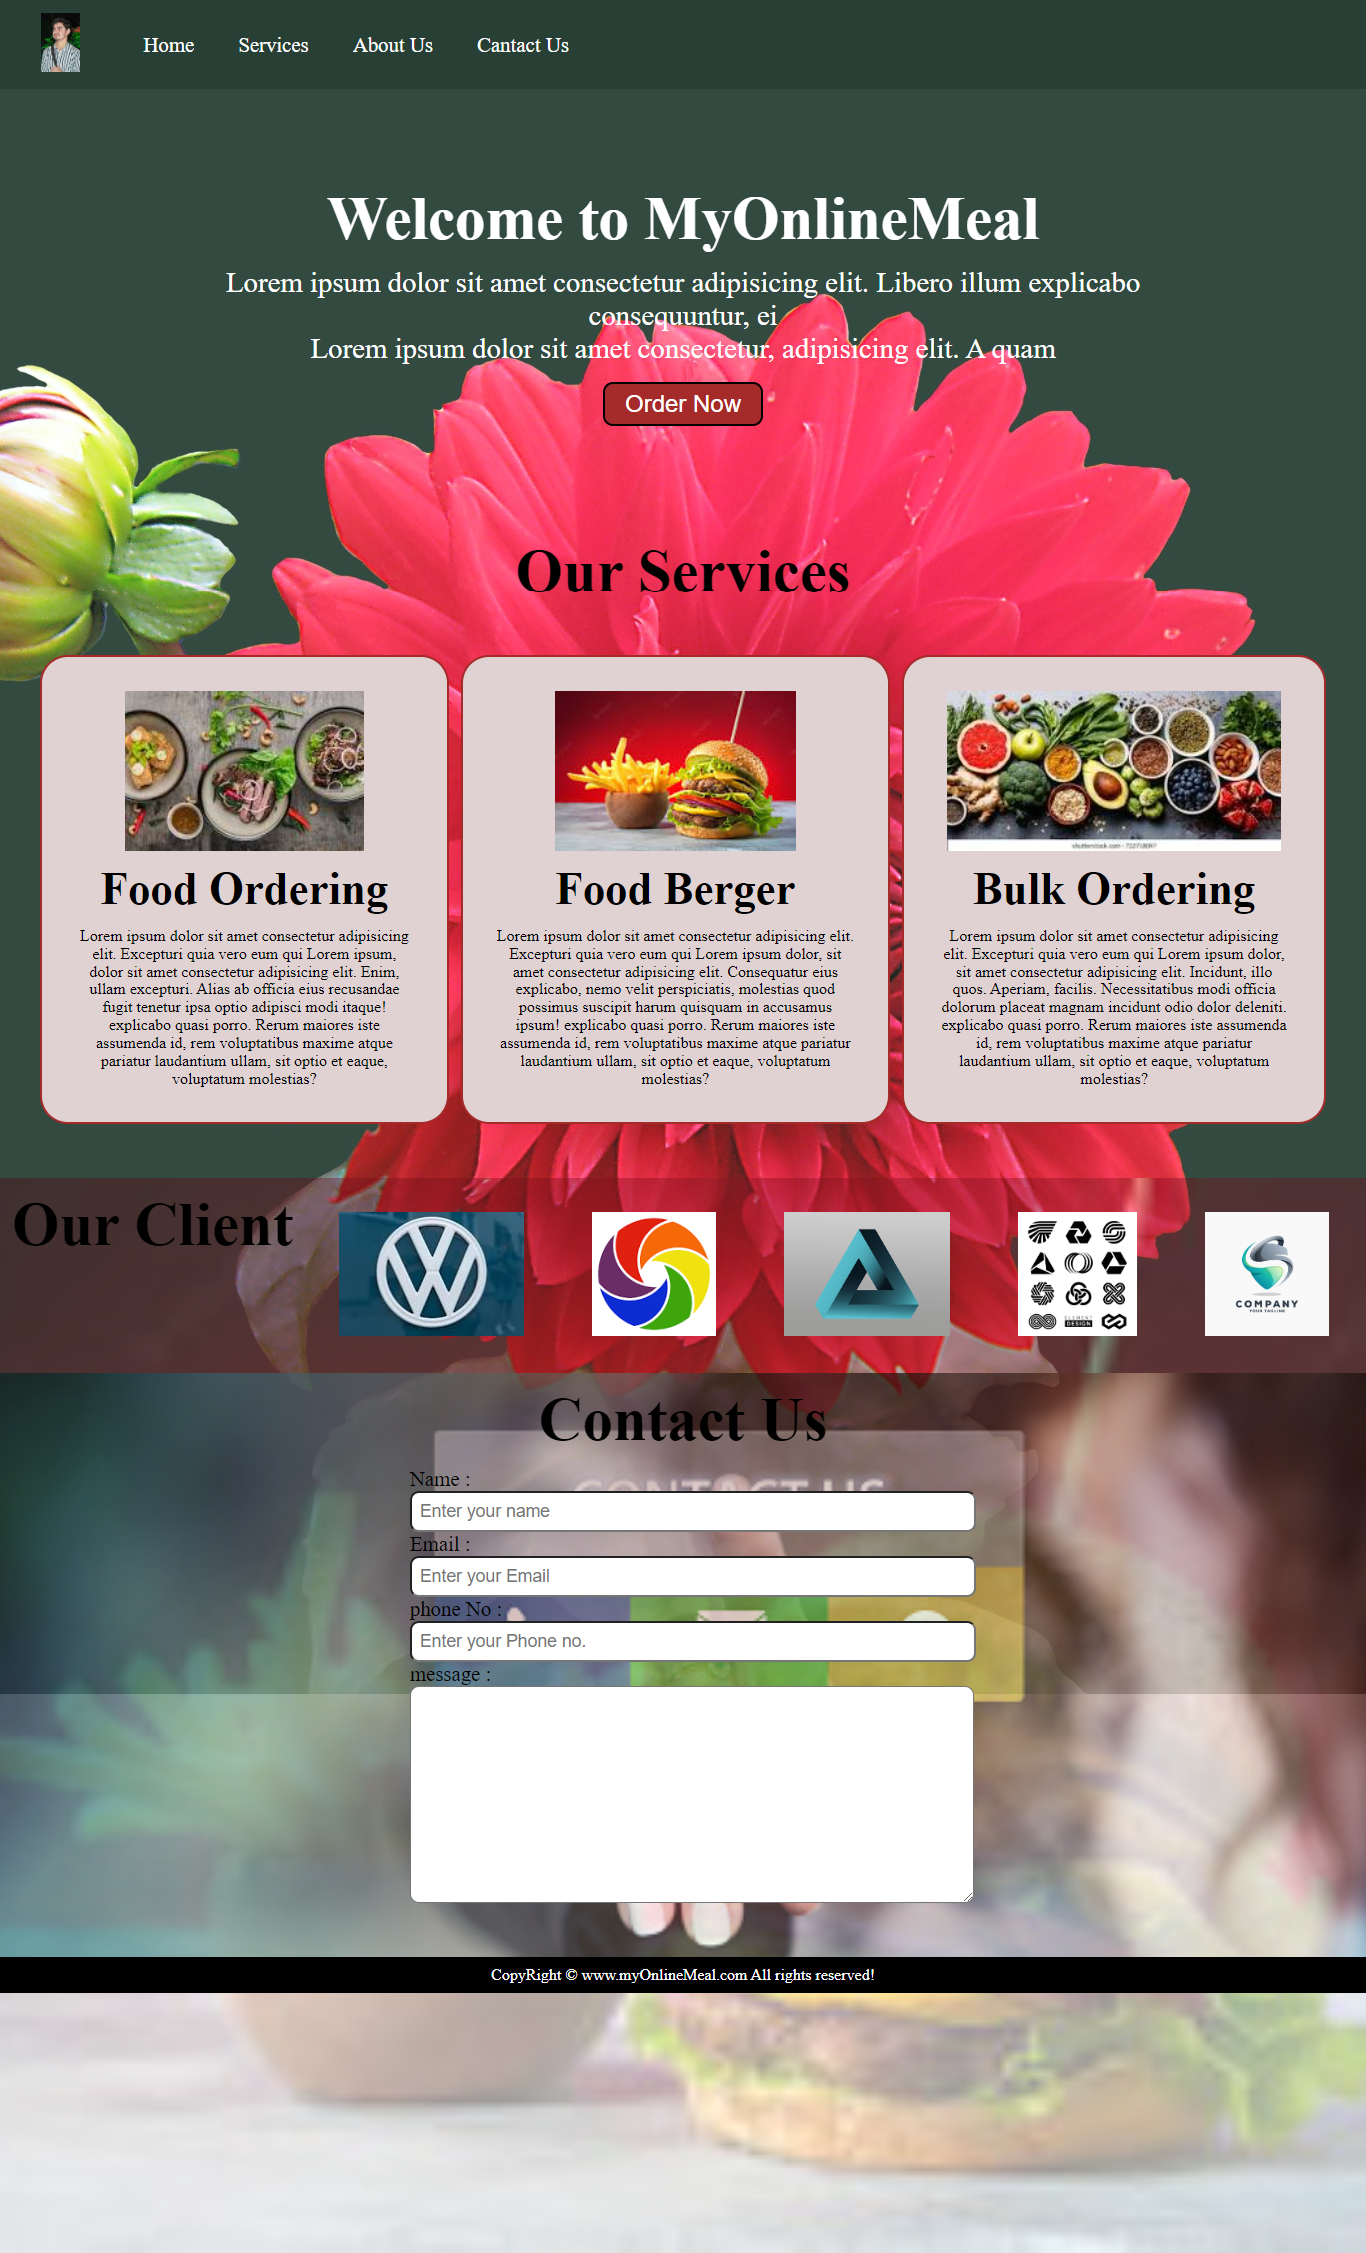 Home
Services
About Us
Cantact Us
Welcome to MyOnlineMeal
Lorem ipsum dolor sit amet consectetur adipisicing elit. Libero illum explicabo
consequuntur, ei
Lorem ipsum dolor sit amet consectetur, adipisicing elit. A quam
Order Now
Our Services
Food Ordering
Lorem ipsum dolor sit amet consectetur adipisicing
elit. Excepturi quia vero eum qui Lorem ipsum,
dolor sit amet consectetur adipisicing elit. Enim,
ullam excepturi. Alias ab officia eius recusandae
fugit tenetur ipsa optio adipisci modi itaque!
explicabo quasi porro. Rerum maiores iste
assumenda id, rem voluptatibus maxime atque
pariatur laudantium ullam, sit optio et eaque,
voluptatum molestias?
Food Berger
Lorem ipsum dolor sit amet consectetur adipisicing elit.
Excepturi quia vero eum qui Lorem ipsum dolor, sit
amet consectetur adipisicing elit. Consequatur eius
explicabo, nemo velit perspiciatis, molestias quod
possimus suscipit harum quisquam in accusamus
ipsum! explicabo quasi porro. Rerum maiores iste
assumenda id, rem voluptatibus maxime atque pariatur
laudantium ullam, sit optio et eaque, voluptatum
molestias?
Bulk Ordering
Lorem ipsum dolor sit amet consectetur adipisicing
elit. Excepturi quia vero eum qui Lorem ipsum dolor,
sit amet consectetur adipisicing elit. Incidunt, illo
quos. Aperiam, facilis. Necessitatibus modi officia
dolorum placeat magnam incidunt odio dolor deleniti.
explicabo quasi porro. Rerum maiores iste assumenda
id, rem voluptatibus maxime atque pariatur
laudantium ullam, sit optio et eaque, voluptatum
molestias?
Our Client
ELEMENT
DESIGN
COMPANY
YOUR TAGLINE
Contact Us
CONTACT US
Name :
Enter your name
Email :
Enter your Email
phone No :
Enter your Phone no.
message :
CopyRight © www.myOnlineMeal.com All rights reserved!